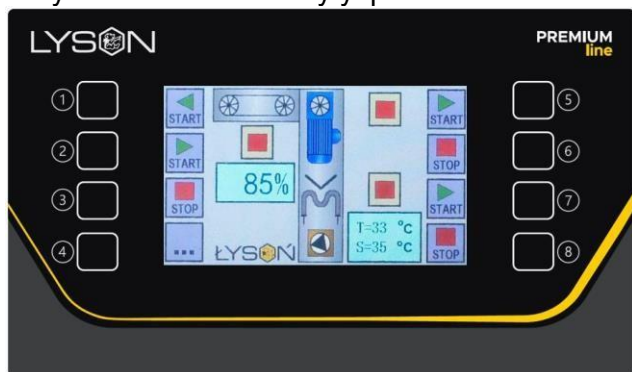 LYSON
PREMIUM
line
1
START
START
5
2
START
STOP
6
3
STOP
85%
START
7
4
...
ŁYSOŃ
T=33 °C
S=35 °C
STOP
8